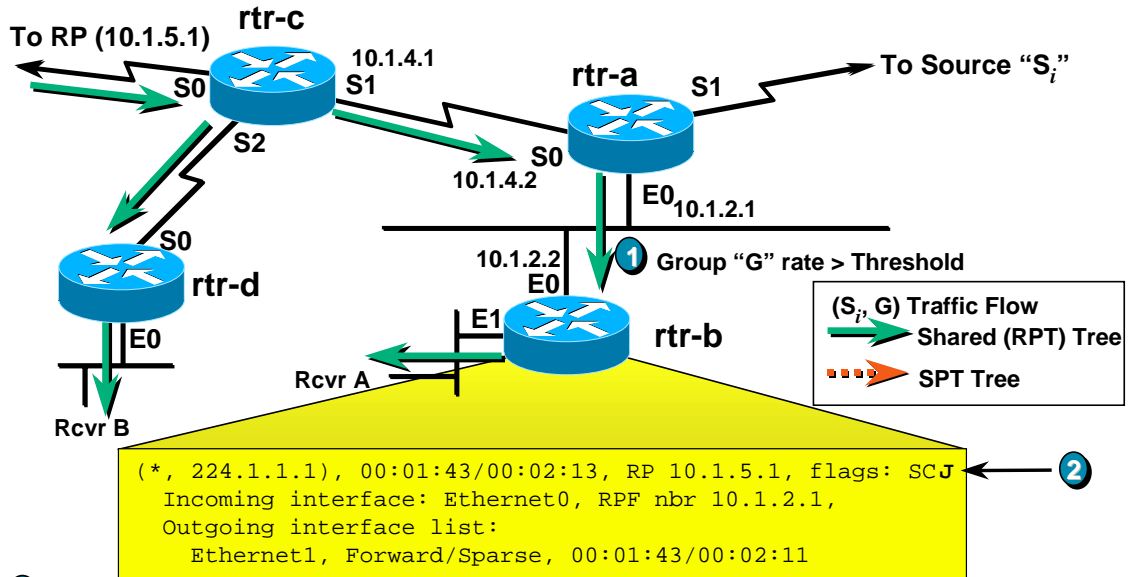 rtr-c
To RP (10.1.5.1)
10.1.4.1
rtr-a
To Source “Si”
S0
S1
S1
S2
S0
10.1.4.2
E0
10.1.2.1
S0
10.1.2.2
1
Group “G” rate > Threshold
rtr-d
E0
(Si, G) Traffic Flow
E1
rtr-b
Shared (RPT) Tree
E0
Rcvr A
SPT Tree
Rcvr B
(*, 224.1.1.1), 00:01:43/00:02:13, RP 10.1.5.1, flags: SCJ
2
Incoming interface: Ethernet0, RPF nbr 10.1.2.1,
Outgoing interface list:
Ethernet1, Forward/Sparse, 00:01:43/00:02:11